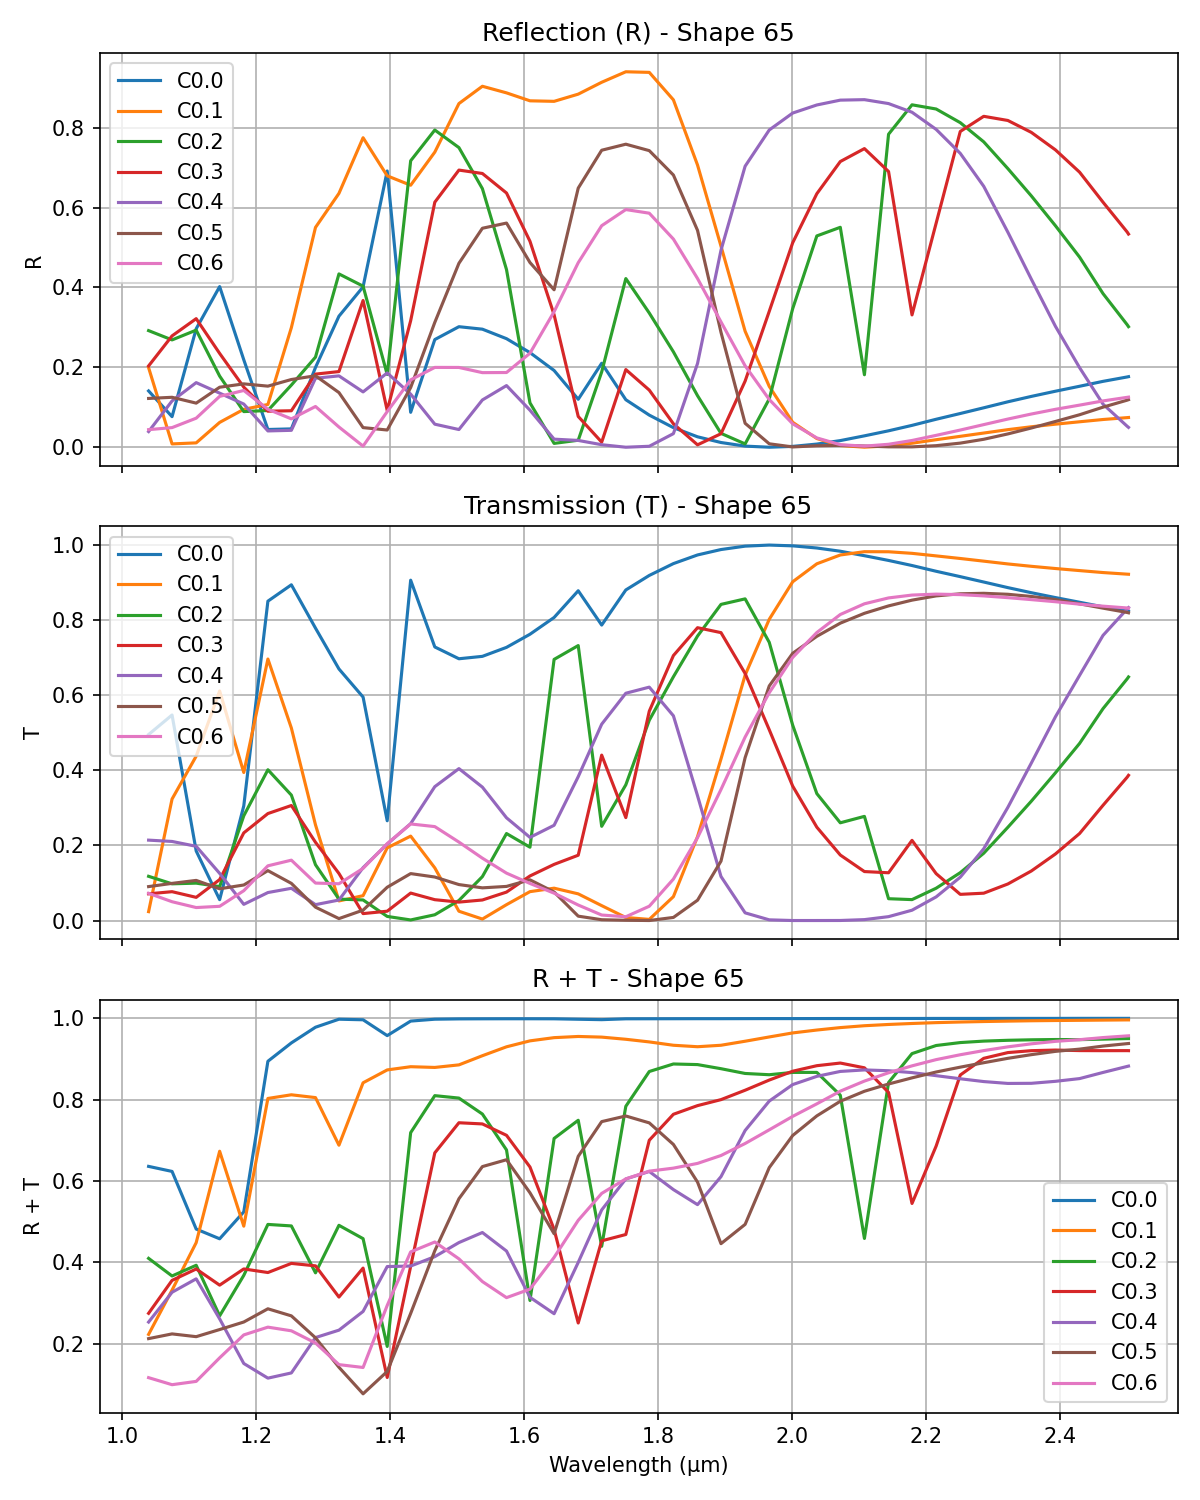 Reflection (R) - Shape 65
C0.0
C0.1
C0.2
C0.3
C0.4
C0.5
C0.6
0.8
0.6
0.4
0.2
0.0
R
Transmission (T) - Shape 65
C0.0
C0.1
C0.2
C0.3
C0.4
C0.5
C0.6
1.0
0.8
0.6
0.4
0.2
0.0
T
R + T - Shape 65
1.0
0.8
0.6
0.4
0.2
R + T
C0.0
C0.1
C0.2
C0.3
C0.4
C0.5
C0.6
1.0 1.2 1.4 1.6 1.8 2.0 2.2 2.4
Wavelength (μm)